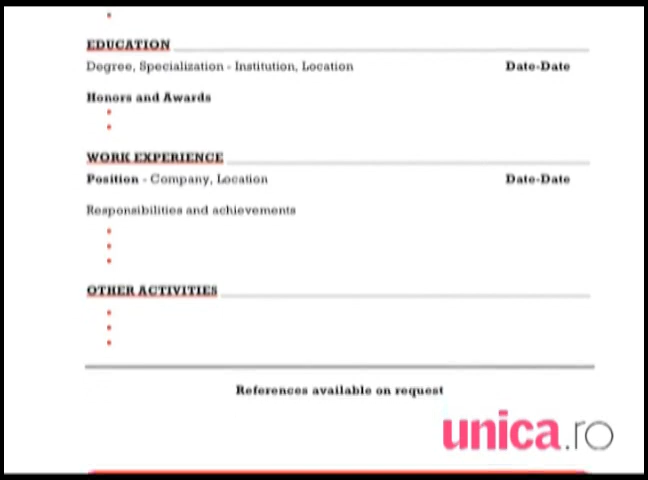 EDUCATION
Degree, Specialization - Institution, Location Date-Date
Honors and Awards
WORK EXPERIENCE
Position - Company, Location Date-Date
Responsibilities and achievements
OTHER ACTIVITIES
References available on request
unica.ro